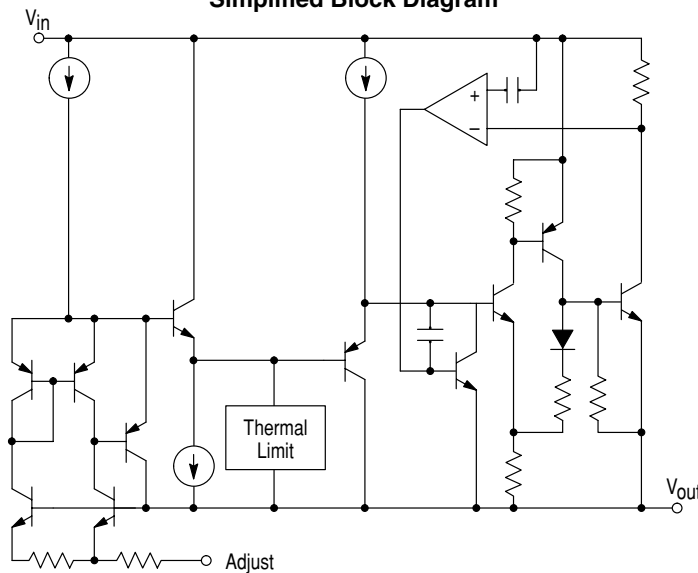 Simplified Block Diagram
Vin
+
−
Thermal
Limit
Vout
Adjust